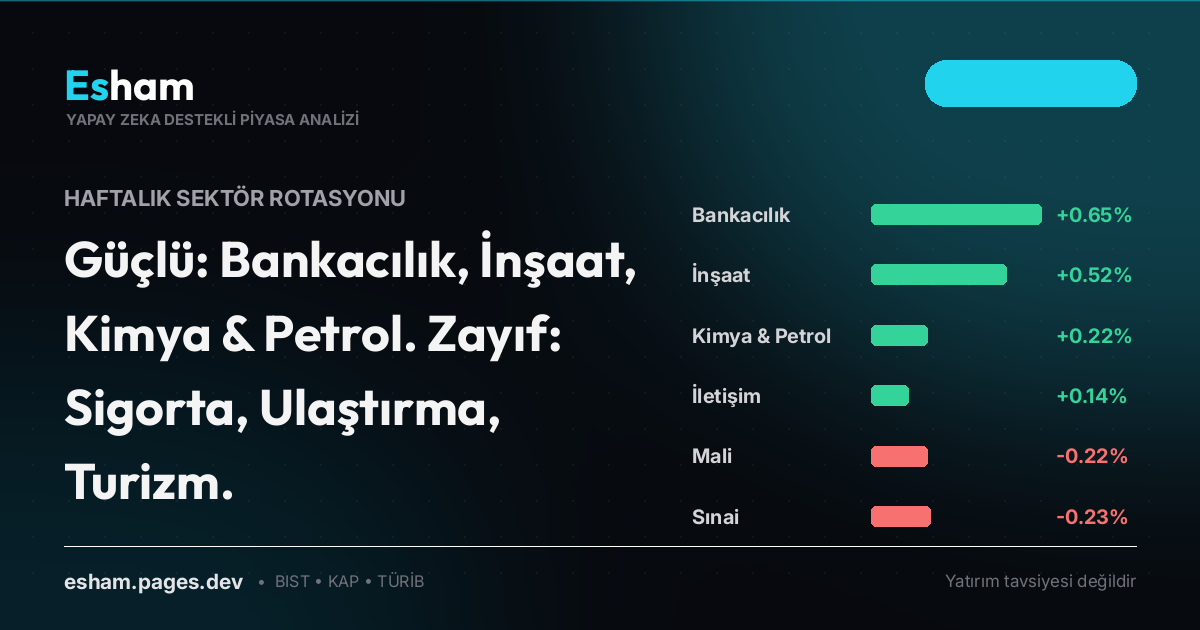 Esham
YAPAY ZEKA DESTEKLİ PİYASA ANALİZİ
HAFTALIK SEKTÖR ROTASYONU
Güçlü: Bankacılık, İnşaat,
Kimya & Petrol. Zayıf:
Sigorta, Ulaştırma,
Turizm.
Bankacılık +0.65%
İnşaat +0.52%
Kimya & Petrol +0.22%
İletişim +0.14%
Mali -0.22%
Sınai -0.23%
esham.pages.dev • BIST • KAP • TÜRİB
Yatırım tavsiyesi değildir